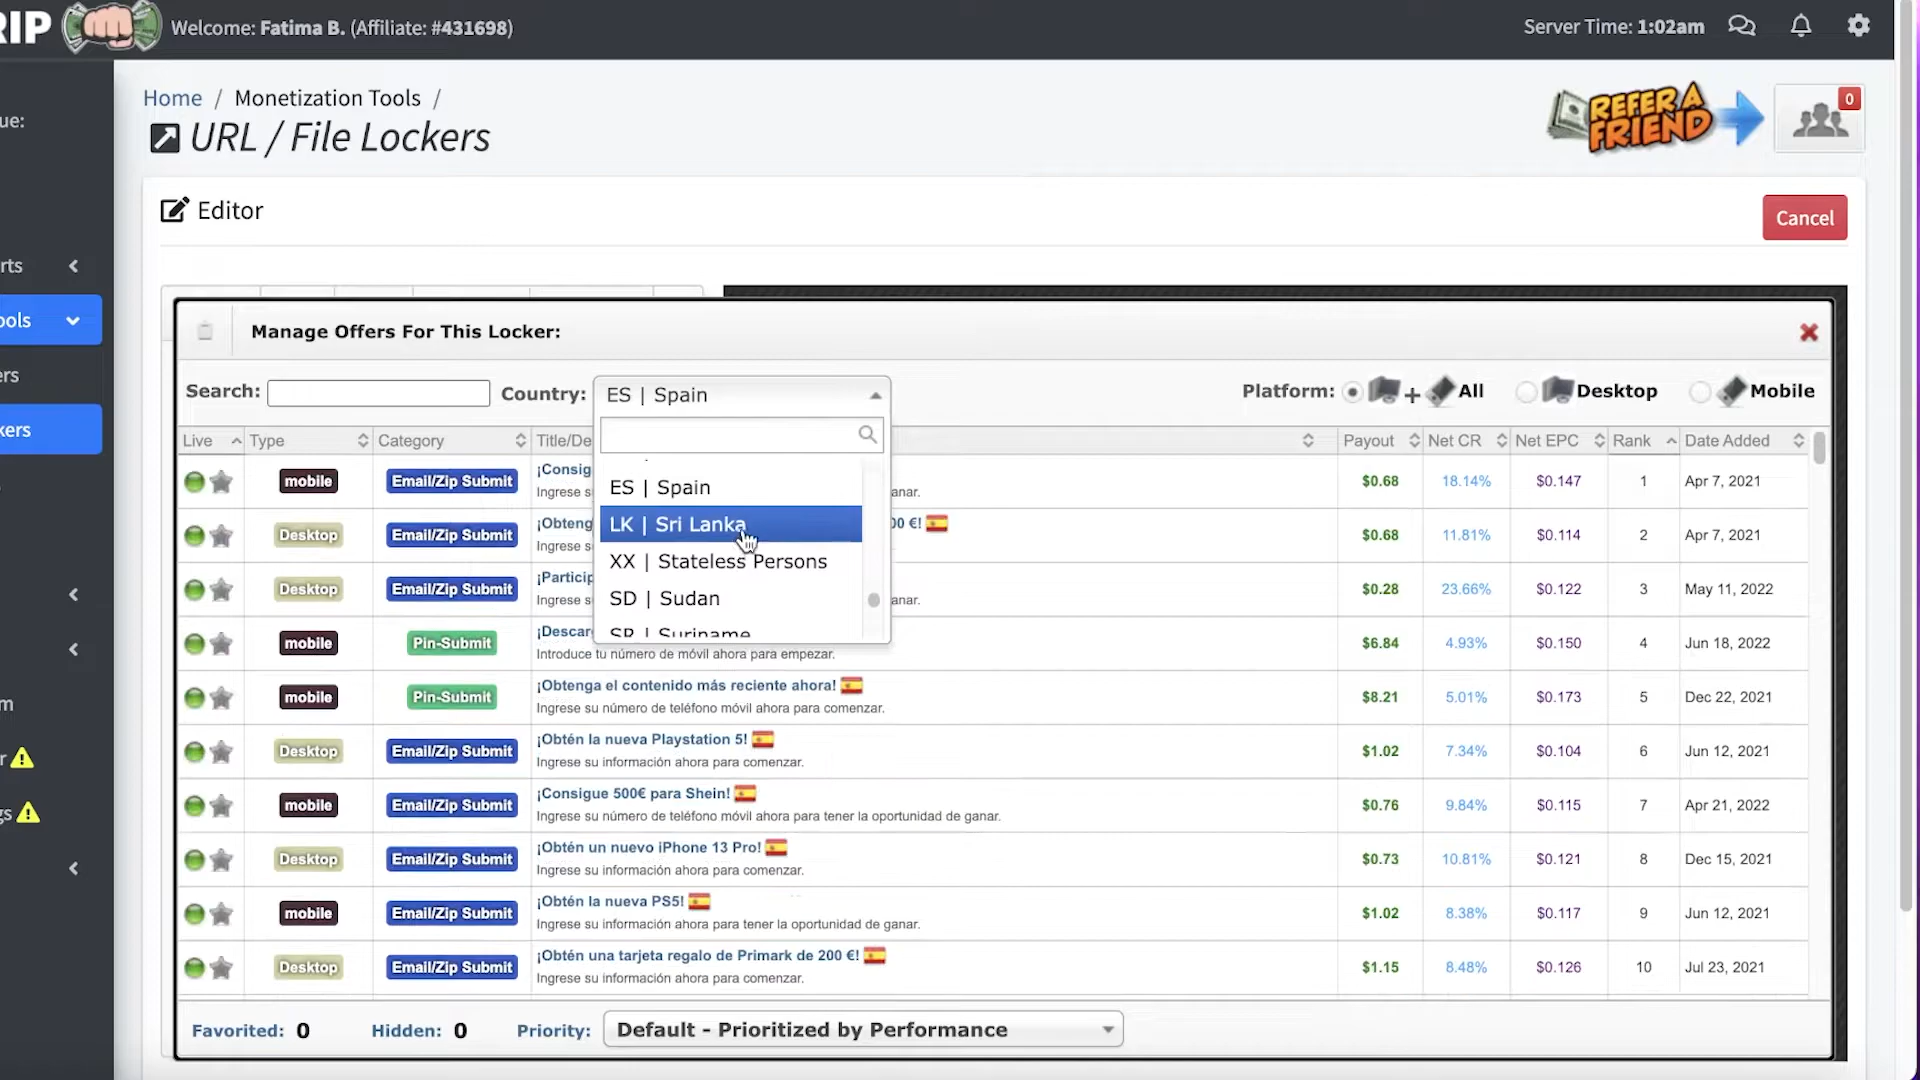 RIP
Welcome: Fatima B. (Affiliate: #431698)
Server Time: 1:02am
Home / Monetization Tools /
URL / File Lockers
REFER A FRIEND
0
Editor
Cancel
Manage Offers For This Locker:
Search:
Country: ES | Spain
Platform: + All Desktop Mobile
ES | Spain
LK | Sri Lanka
XX | Stateless Persons
SD | Sudan
SR | Suriname
Live Type Category Title/De Payout Net CR Net EPC Rank Date Added
mobile Email/Zip Submit ¡Consig $0.68 18.14% $0.147 1 Apr 7, 2021
Ingrese s anar.
Desktop Email/Zip Submit ¡Obteng 00 €! $0.68 11.81% $0.114 2 Apr 7, 2021
Ingrese s
Desktop Email/Zip Submit ¡Particip $0.28 23.66% $0.122 3 May 11, 2022
Ingrese s anar.
mobile Pin-Submit ¡Descar $6.84 4.93% $0.150 4 Jun 18, 2022
Introduce tu número de móvil ahora para empezar.
mobile Pin-Submit ¡Obtenga el contenido más reciente ahora! $8.21 5.01% $0.173 5 Dec 22, 2021
Ingrese su número de teléfono móvil ahora para comenzar.
Desktop Email/Zip Submit ¡Obtén la nueva Playstation 5! $1.02 7.34% $0.104 6 Jun 12, 2021
Ingrese su información ahora para comenzar.
mobile Email/Zip Submit ¡Consigue 500€ para Shein! $0.76 9.84% $0.115 7 Apr 21, 2022
Ingrese su número de teléfono móvil ahora para tener la oportunidad de ganar.
Desktop Email/Zip Submit ¡Obtén un nuevo iPhone 13 Pro! $0.73 10.81% $0.121 8 Dec 15, 2021
Ingrese su información ahora para comenzar.
mobile Email/Zip Submit ¡Obtén la nueva PS5! $1.02 8.38% $0.117 9 Jun 12, 2021
Ingrese su información ahora para tener la oportunidad de ganar.
Desktop Email/Zip Submit ¡Obtén una tarjeta regalo de Primark de 200 €! $1.15 8.48% $0.126 10 Jul 23, 2021
Ingrese su información ahora para comenzar.
Favorited: 0 Hidden: 0 Priority: Default - Prioritized by Performance
ue:
rts
ools
ers
kers
m
r
gs